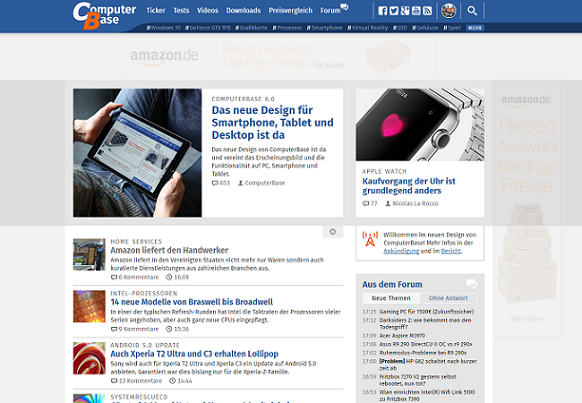 ComputerBase
Ticker Tests Videos Downloads Preisvergleich Forum
#Windows 10 #GeForce GTX 970 #Grafikkarte #Prozessor #Smartphone #Virtual Reality #SSD #Gehäuse #Spiel MEHR
amazon.de
Riesen Auswahl
Niedrige Preise
amazon.de
Riesen
Auswahl
Niedrige
Preise
COMPUTERBASE 6.0
Das neue Design für
Smartphone, Tablet und
Desktop ist da
Das neue Design von ComputerBase ist da
und vereint das Erscheinungsbild und die
Funktionalität auf PC, Smartphone und
Tablet.
653 ComputerBase
APPLE WATCH
Kaufvorgang der Uhr ist
grundlegend anders
77 Nicolas La Rocco
Willkommen im neuen Design von
ComputerBase! Mehr Infos in der
Ankündigung und im Bericht.
HOME SERVICES
Amazon liefert den Handwerker
Amazon liefert in den Vereinigten Staaten nicht mehr nur Waren sondern auch
kuratierte Dienstleistungen aus zahlreichen Branchen aus.
6 Kommentare 16:09
INTEL-PROZESSOREN
14 neue Modelle von Braswell bis Broadwell
In einer der typischen Refresh-Runden hat Intel die Taktraten der Prozessoren vieler
Serien angehoben, aber auch ganz neue CPUs eingepflegt.
9 Kommentare 15:36
ANDROID 5.0 UPDATE
Auch Xperia T2 Ultra und C3 erhalten Lollipop
Sony wird auch für Xperia T2 Ultra und Xperia C3 ein Update auf Android 5.0
anbieten. Garantiert war dies bislang nur für die Xperia-Z-Familie.
13 Kommentare 14:44
SYSTEMRESCUECD
Aus dem Forum
Neue Themen Ohne Antwort
17:15 Gaming PC für 1500€ (Zukunftssicher)
17:15 Darksiders 2: wie bekommt man den
Todesgriff?
17:09 Acer Aspire M3970
17:08 Asus R9 290 DirectCU II OC vs r9 290x
17:02 Ruhemodus-Probleme bei R9 290
17:00 [Problem] HP G62 schaltet nach kurzer
zeit ab
16:59 Fritzbox 7270 V2 gestern selbst
rebootet, nun tot?
16:53 Wlan einrichten Intel(R) Wifi Link 5100
zu Fritzbox 7390